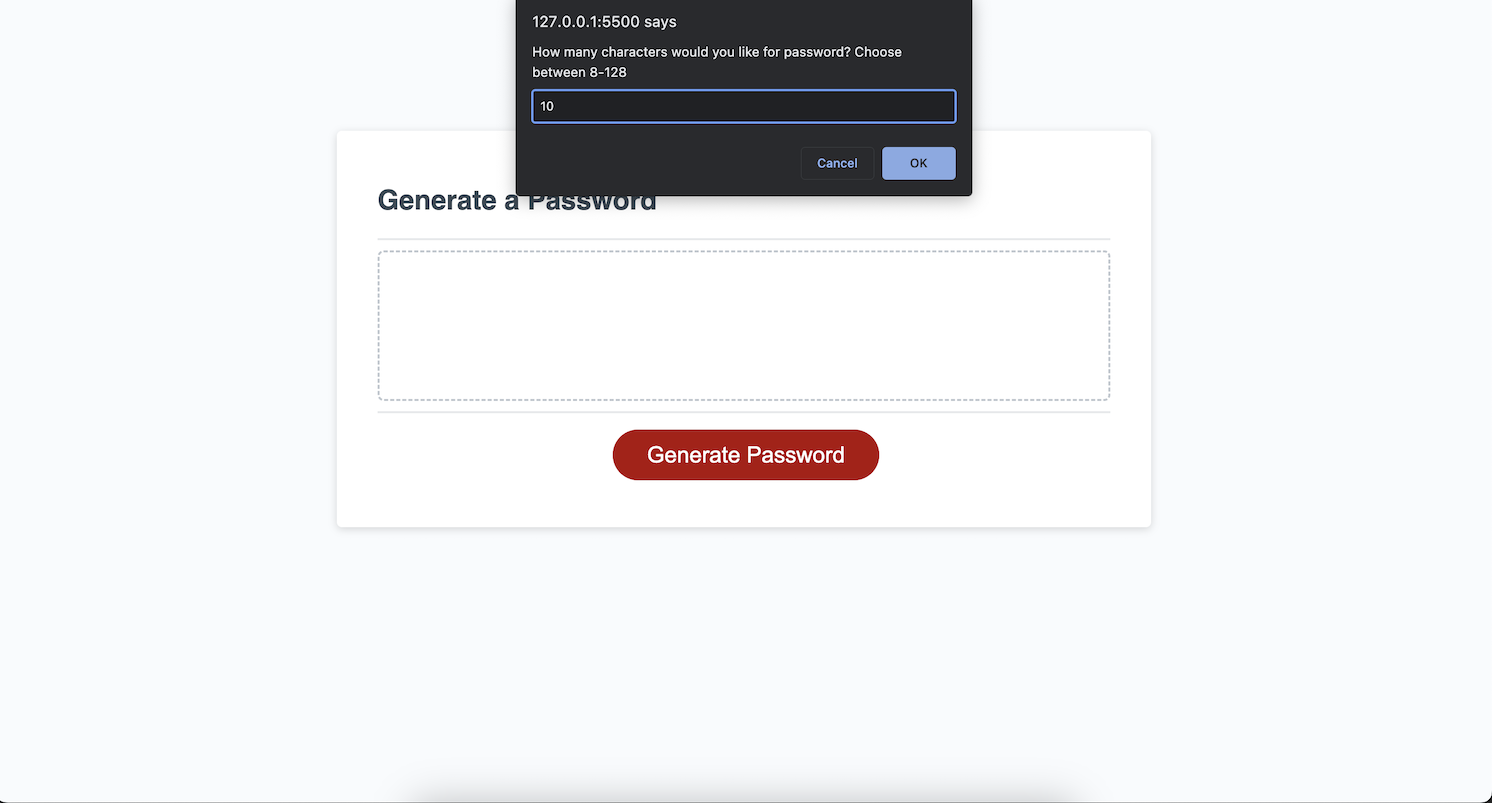 127.0.0.1:5500 says
How many characters would you like for password? Choose
between 8-128
10
Cancel
OK
Generate a Password
Generate Password